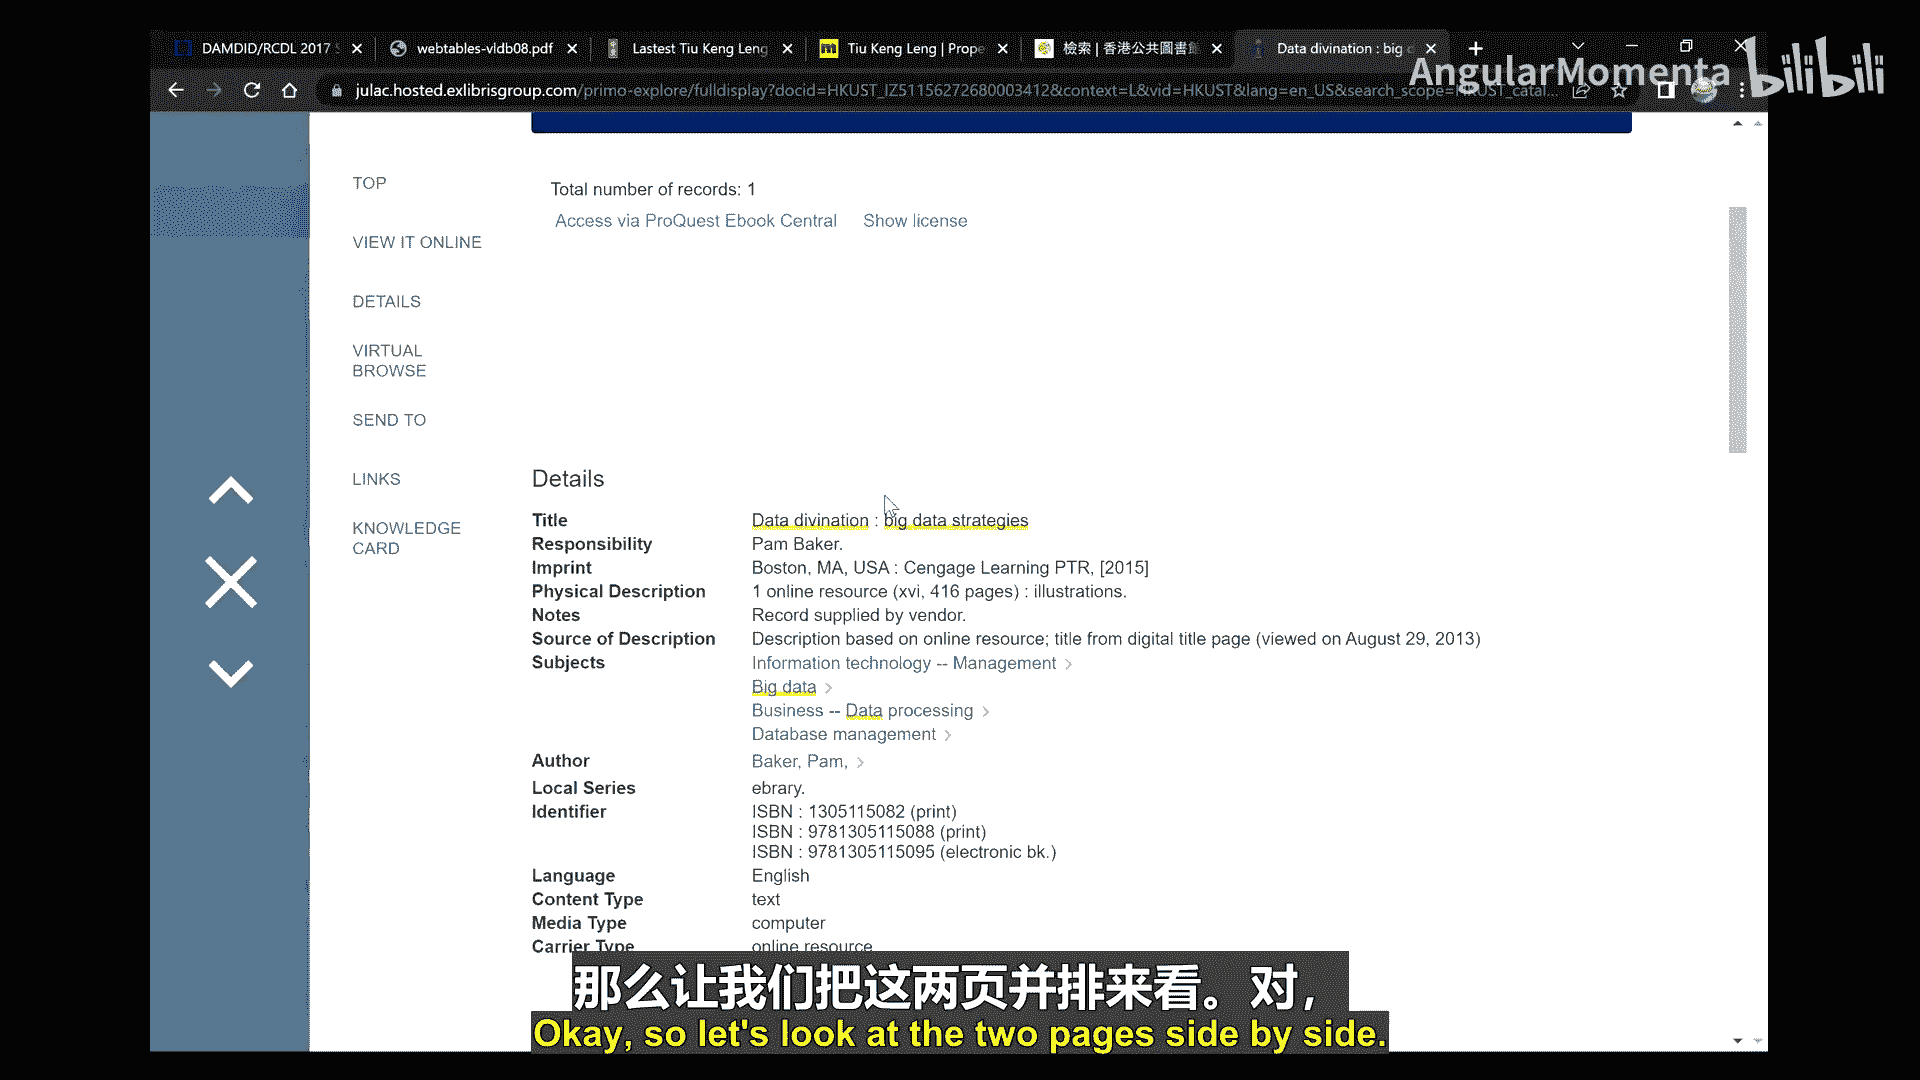 DAMDID/RCDL 2017 S
webtables-vldb08.pdf
Lastest Tiu Keng Leng
Tiu Keng Leng | Prope
檢索 | 香港公共圖書館
Data divination : big d
AngularMomenta bilibili
julac.hosted.exlibrisgroup.com/primo-explore/fulldisplay?docid=HKUST_IZ51156272680003412&context=L&vid=HKUST&lang=en_US&search_scope=HKUST_catal...
TOP
VIEW IT ONLINE
DETAILS
VIRTUAL
BROWSE
SEND TO
LINKS
KNOWLEDGE
CARD
Total number of records: 1
Access via ProQuest Ebook Central Show license
Details
Title Data divination : big data strategies
Responsibility Pam Baker.
Imprint Boston, MA, USA : Cengage Learning PTR, [2015]
Physical Description 1 online resource (xvi, 416 pages) : illustrations.
Notes Record supplied by vendor.
Source of Description Description based on online resource; title from digital title page (viewed on August 29, 2013)
Subjects Information technology -- Management
Big data
Business -- Data processing
Database management
Author Baker, Pam,
Local Series ebrary.
Identifier ISBN : 1305115082 (print)
ISBN : 9781305115088 (print)
ISBN : 9781305115095 (electronic bk.)
Language English
Content Type text
Media Type computer
Carrier Type online resource
那么让我们把这两页并排来看。对，
Okay, so let's look at the two pages side by side.